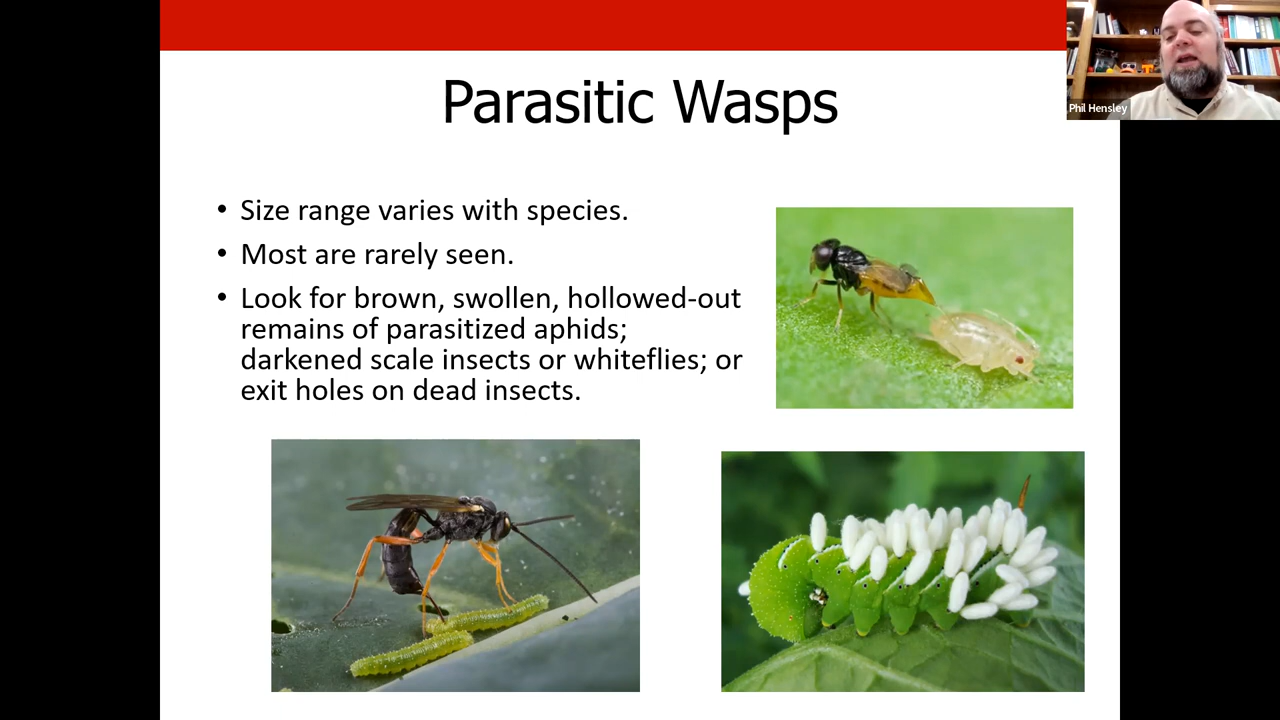 Parasitic Wasps
Phil Hensley
• Size range varies with species.
• Most are rarely seen.
• Look for brown, swollen, hollowed-out
remains of parasitized aphids;
darkened scale insects or whiteflies; or
exit holes on dead insects.